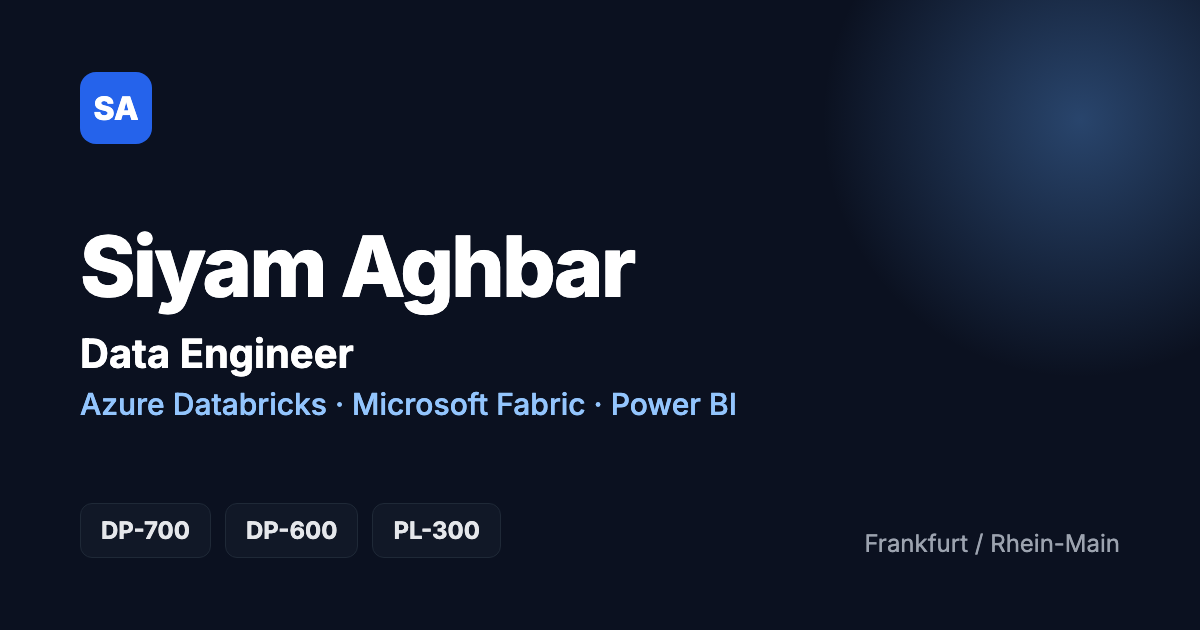 SA
Siyam Aghbar
Data Engineer
Azure Databricks · Microsoft Fabric · Power BI
DP-700 DP-600 PL-300
Frankfurt / Rhein-Main